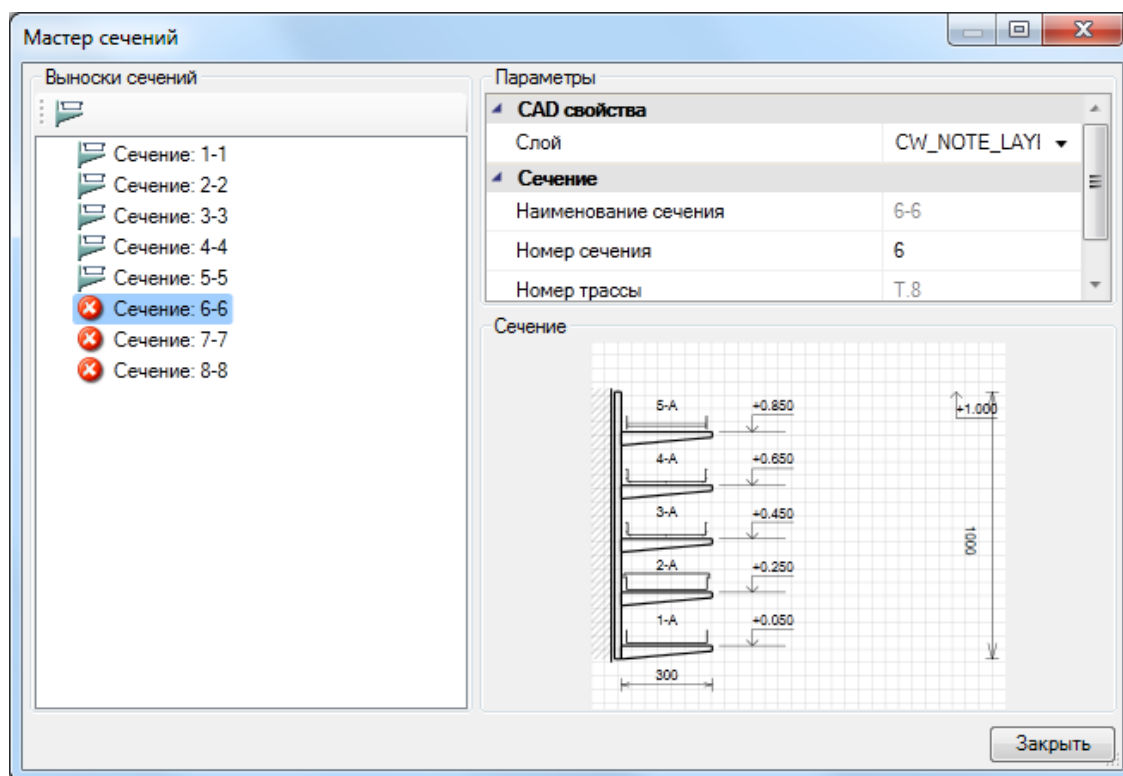 Мастер сечений
Выноски сечений
Сечение: 1-1
Сечение: 2-2
Сечение: 3-3
Сечение: 4-4
Сечение: 5-5
Сечение: 6-6
Сечение: 7-7
Сечение: 8-8
Параметры
CAD свойства
Слой CW_NOTE_LAYI
Сечение
Наименование сечения 6-6
Номер сечения 6
Номер трассы Т.8
Сечение
5-А +0.850 +1.000
4-А +0.650
3-А +0.450
1000
2-А +0.250
1-А +0.050
300
Закрыть